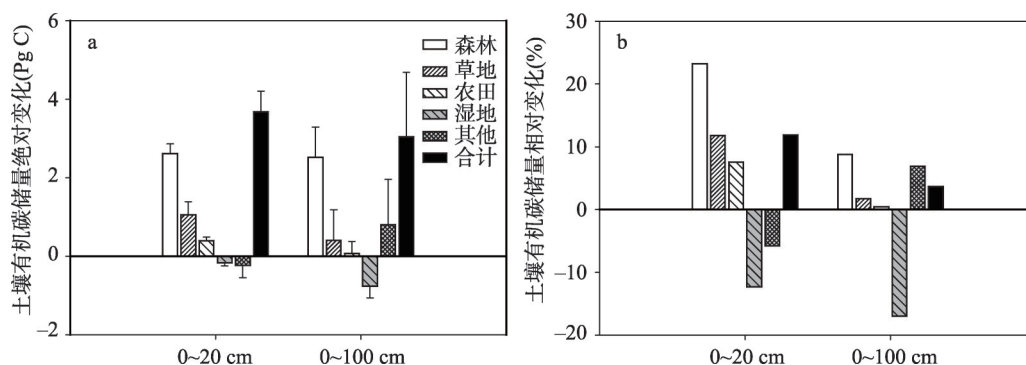 土壤有机碳储量绝对变化(Pg C)
6
4
2
0
−2
a
森林
草地
农田
湿地
其他
合计
0~20 cm
0~100 cm
土壤有机碳储量相对变化(%)
30
20
10
0
−10
−20
b
0~20 cm
0~100 cm